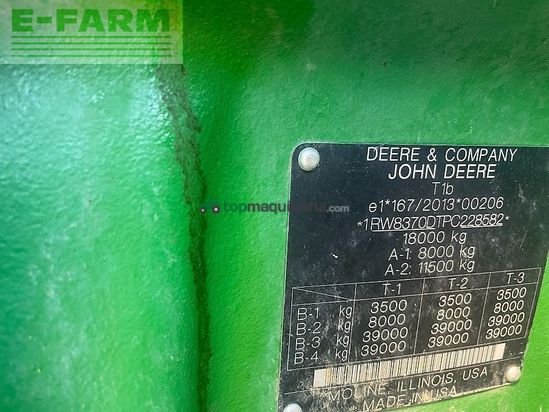 E-FARM
DEERE & COMPANY
JOHN DEERE
T1b
e1*167/2013*00206
*1RW8370DTPC228582*
18000 kg
A-1: 8000 kg
A-2: 11500 kg
T-1 T-2 T-3
B-1 kg 3500 3500 3500
B-2 kg 8000 8000 8000
B-3 kg 39000 39000 39000
B-4 kg 39000 39000 39000
MOLINE, ILLINOIS, USA
MADE IN USA
topmaquinaria.com